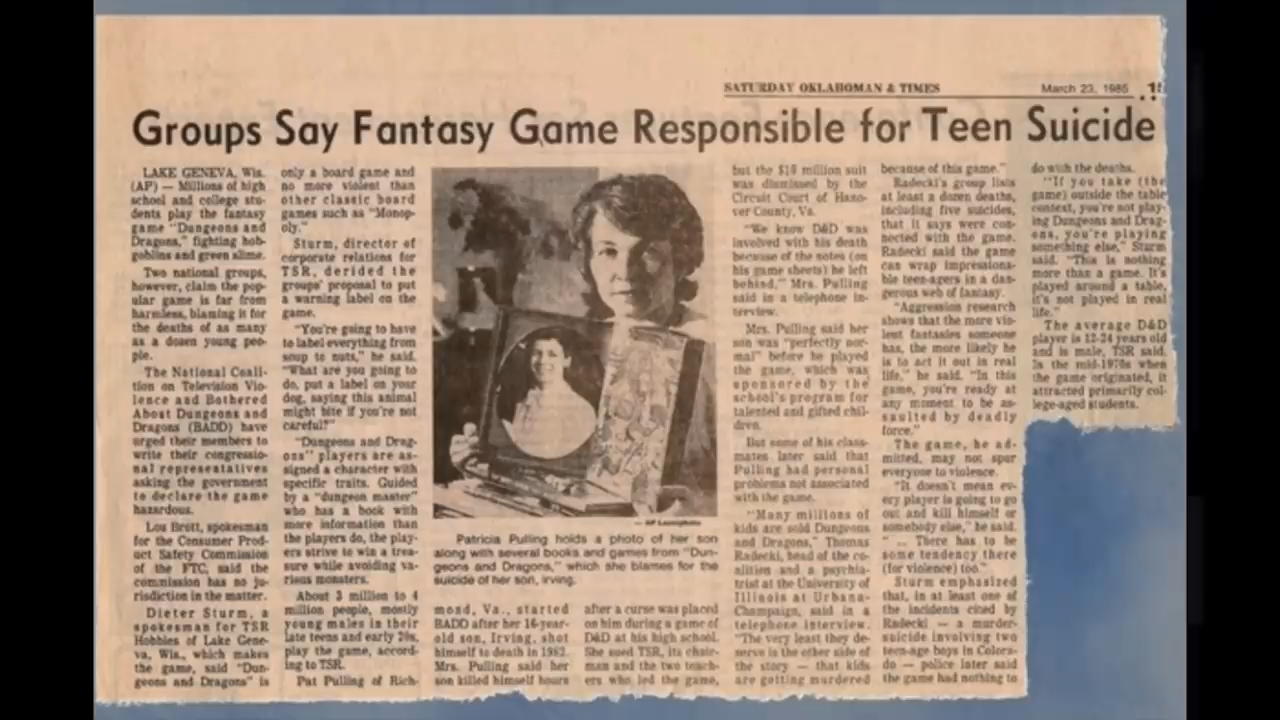 SATURDAY OKLAHOMAN & TIMES
March 23, 1985
Groups Say Fantasy Game Responsible for Teen Suicide
LAKE GENEVA, Wis.
(AP) — Millions of high
school and college stu-
dents play the fantasy
game "Dungeons and
Dragons," fighting hob-
goblins and green slime.
Two national groups,
however, claim the pop-
ular game is far from
harmless, blaming it for
the deaths of as many
as a dozen young peo-
ple.
The National Coali-
tion on Television Vio-
lence and Bothered
About Dungeons and
Dragons (BADD) have
urged their members to
write their congressio-
nal representatives
asking the government
to declare the game
hazardous.
Lou Brott, spokesman
for the Consumer Prod-
uct Safety Commission
of the FTC, said the
commission has no ju-
risdiction in the matter.
Dieter Sturm, a
spokesman for TSR
Hobbies of Lake Gene-
va, Wis., which makes
the game, said "Dun-
geons and Dragons" is
only a board game and
no more violent than
other classic board
games such as "Monop-
oly."
Sturm, director of
corporate relations for
TSR, derided the
groups' proposal to put
a warning label on the
game.
"You're going to have
to label everything from
soup to nuts," he said.
"What are you going to
do, put a label on your
dog, saying this animal
might bite if you're not
careful?"
"Dungeons and Drag-
ons" players are as-
signed a character with
specific traits. Guided
by a "dungeon master"
who has a book with
more information than
the players do, the play-
ers strive to win a trea-
sure while avoiding va-
rious monsters.
About 3 million to 4
million people, mostly
young males in their
late teens and early 20s,
play the game, accord-
ing to TSR.
Pat Pulling of Rich-
— AP Laserphoto
Patricia Pulling holds a photo of her son
along with several books and games from "Dun-
geons and Dragons," which she blames for the
suicide of her son, Irving.
mond, Va., started
BADD after her 16-year-
old son, Irving, shot
himself to death in 1982.
Mrs. Pulling said her
son killed himself hours
after a curse was placed
on him during a game of
D&D at his high school.
She sued TSR, its chair-
man and the two teach-
ers who led the game,
but the $10 million suit
was dismissed by the
Circuit Court of Hano-
ver County, Va.
"We know D&D was
involved with his death
because of the notes (on
his game sheets) he left
behind," Mrs. Pulling
said in a telephone in-
terview.
Mrs. Pulling said her
son was "perfectly nor-
mal" before he played
the game, which was
sponsored by the
school's program for
talented and gifted chil-
dren.
But some of his class-
mates later said that
Pulling had personal
problems not associated
with the game.
"Many millions of
kids are sold Dungeons
and Dragons," Thomas
Radecki, head of the co-
alition and a psychia-
trist at the University of
Illinois at Urbana-
Champaign, said in a
telephone interview.
"The very least they de-
serve is the other side of
the story — that kids
are getting murdered
because of this game."
Radecki's group lists
at least a dozen deaths,
including five suicides,
that it says were con-
nected with the game.
Radecki said the game
can wrap impressiona-
ble teen-agers in a dan-
gerous web of fantasy.
"Aggression research
shows that the more vio-
lent fantasies someone
has, the more likely he
is to act it out in real
life," he said. "In this
game, you're ready at
any moment to be as-
saulted by deadly
force."
The game, he ad-
mitted, may not spur
everyone to violence.
"It doesn't mean ev-
ery player is going to go
out and kill himself or
somebody else," he said.
" ... There has to be
some tendency there
(for violence) too."
Sturm emphasized
that, in at least one of
the incidents cited by
Radecki — a murder-
suicide involving two
teen-age boys in Colora-
do — police later said
the game had nothing to
do with the deaths.
"If you take (the
game) outside the table
context, you're not play-
ing Dungeons and Drag-
ons, you're playing
something else," Sturm
said. "This is nothing
more than a game. It's
played around a table,
it's not played in real
life."
The average D&D
player is 12-24 years old
and is male, TSR said.
In the mid-1970s when
the game originated, it
attracted primarily col-
lege-aged students.